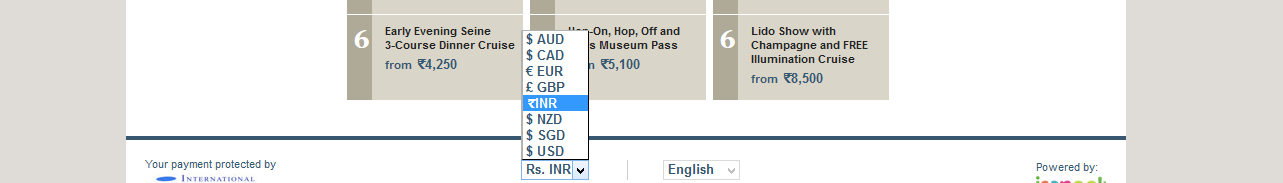 6
Early Evening Seine
3-Course Dinner Cruise
from ₹4,250
On, Hop, Off and
Museum Pass
₹5,100
6
Lido Show with
Champagne and FREE
Illumination Cruise
from ₹8,500
$ AUD
$ CAD
€ EUR
£ GBP
₹INR
$ NZD
$ SGD
$ USD
Your payment protected by
INTERNATIONAL
Rs. INR
English
Powered by: